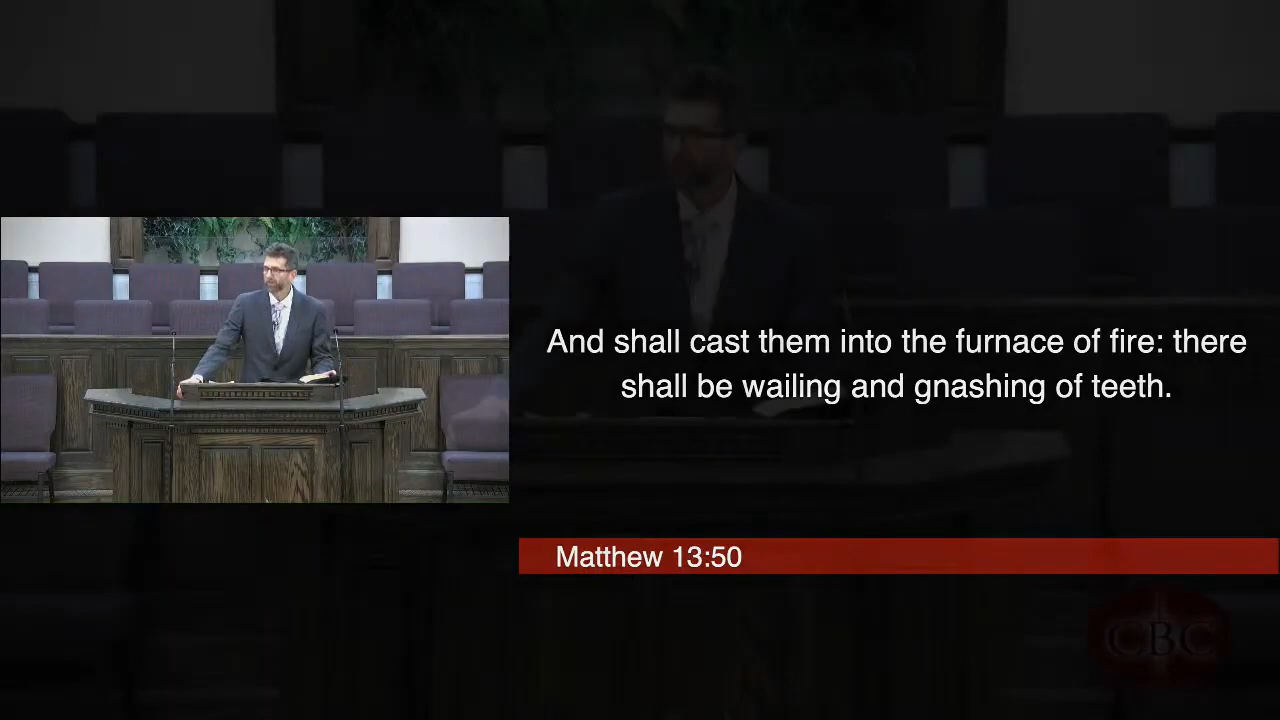 And shall cast them into the furnace of fire: there
shall be wailing and gnashing of teeth.
Matthew 13:50
CBC